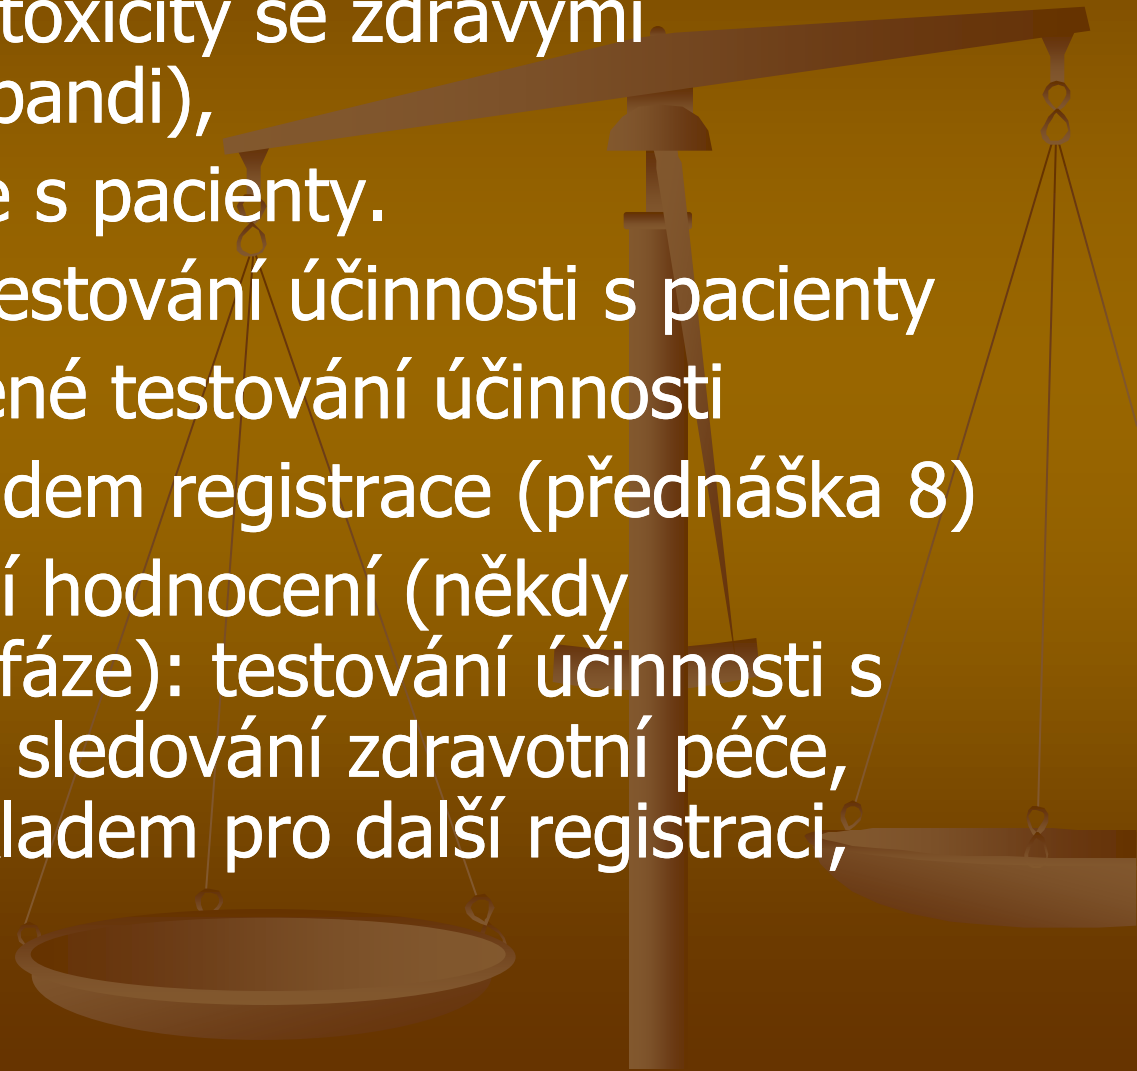 toxicity se zdravými
bandi),
e s pacienty.
estování účinnosti s pacienty
ené testování účinnosti
dem registrace (přednáška 8)
í hodnocení (někdy
fáze): testování účinnosti s
sledování zdravotní péče,
ladem pro další registraci,